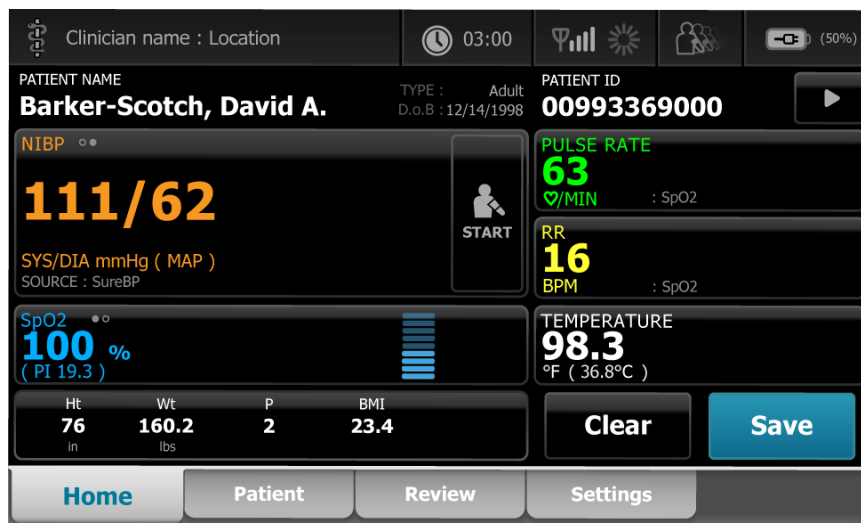 Clinician name : Location
03:00
(50%)
PATIENT NAME
Barker-Scotch, David A.
TYPE : Adult
D.o.B : 12/14/1998
PATIENT ID
00993369000
NIBP
111/62
SYS/DIA mmHg ( MAP )
SOURCE : SureBP
START
PULSE RATE
63
/MIN : SpO2
RR
16
BPM : SpO2
SpO2
100 %
( PI 19.3 )
TEMPERATURE
98.3
°F ( 36.8°C )
Ht Wt P BMI
76 160.2 2 23.4
in lbs
Clear
Save
Home Patient Review Settings